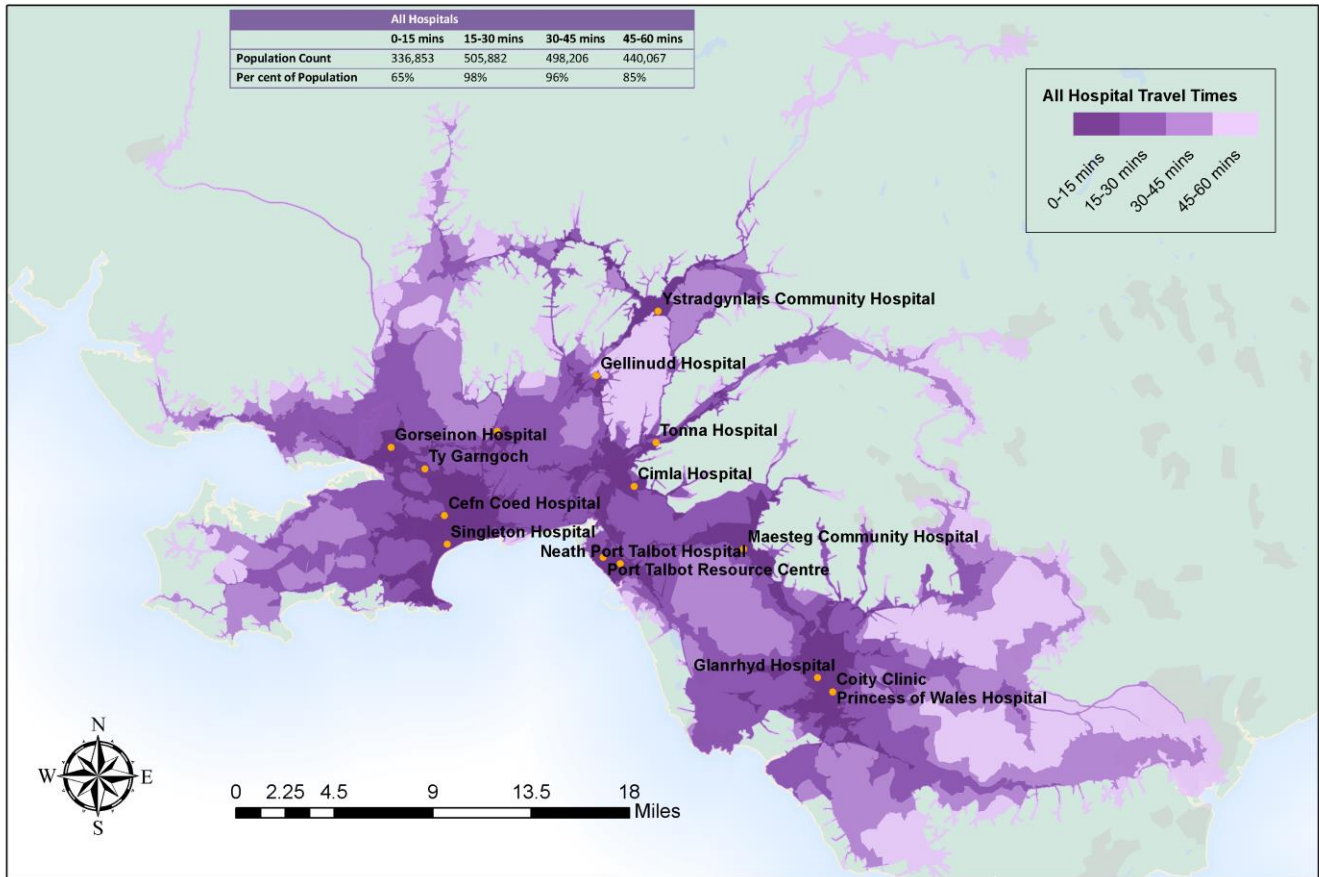 All Hospitals
0-15 mins 15-30 mins 30-45 mins 45-60 mins
Population Count 336,853 505,882 498,206 440,067
Per cent of Population 65% 98% 96% 85%
All Hospital Travel Times
0-15 mins
15-30 mins
30-45 mins
45-60 mins
Ystradgynlais Community Hospital
Gellinudd Hospital
Tonna Hospital
Gorseinon Hospital
Ty Garngoch
Cimla Hospital
Cefn Coed Hospital
Singleton Hospital
Maesteg Community Hospital
Neath Port Talbot Hospital
Port Talbot Resource Centre
Glanrhyd Hospital
Coity Clinic
Princess of Wales Hospital
N
W E
S
0 2.25 4.5 9 13.5 18
Miles